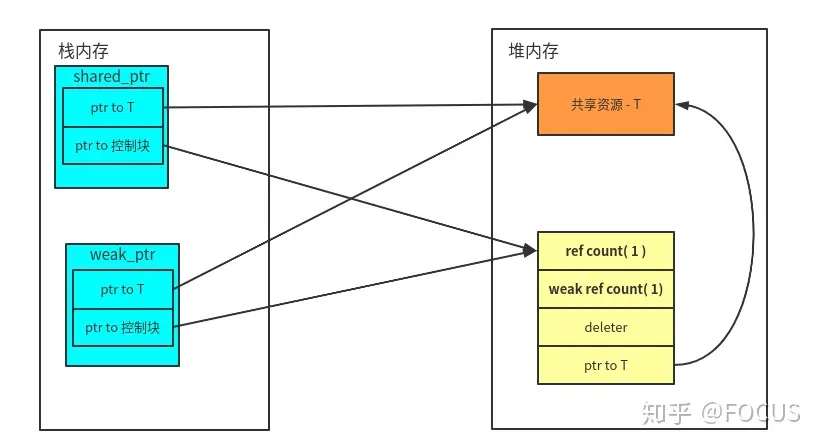 栈内存
shared_ptr
ptr to T
ptr to 控制块
weak_ptr
ptr to T
ptr to 控制块
堆内存
共享资源 - T
ref count( 1 )
weak ref count( 1)
deleter
ptr to T
知乎 @FOCUS